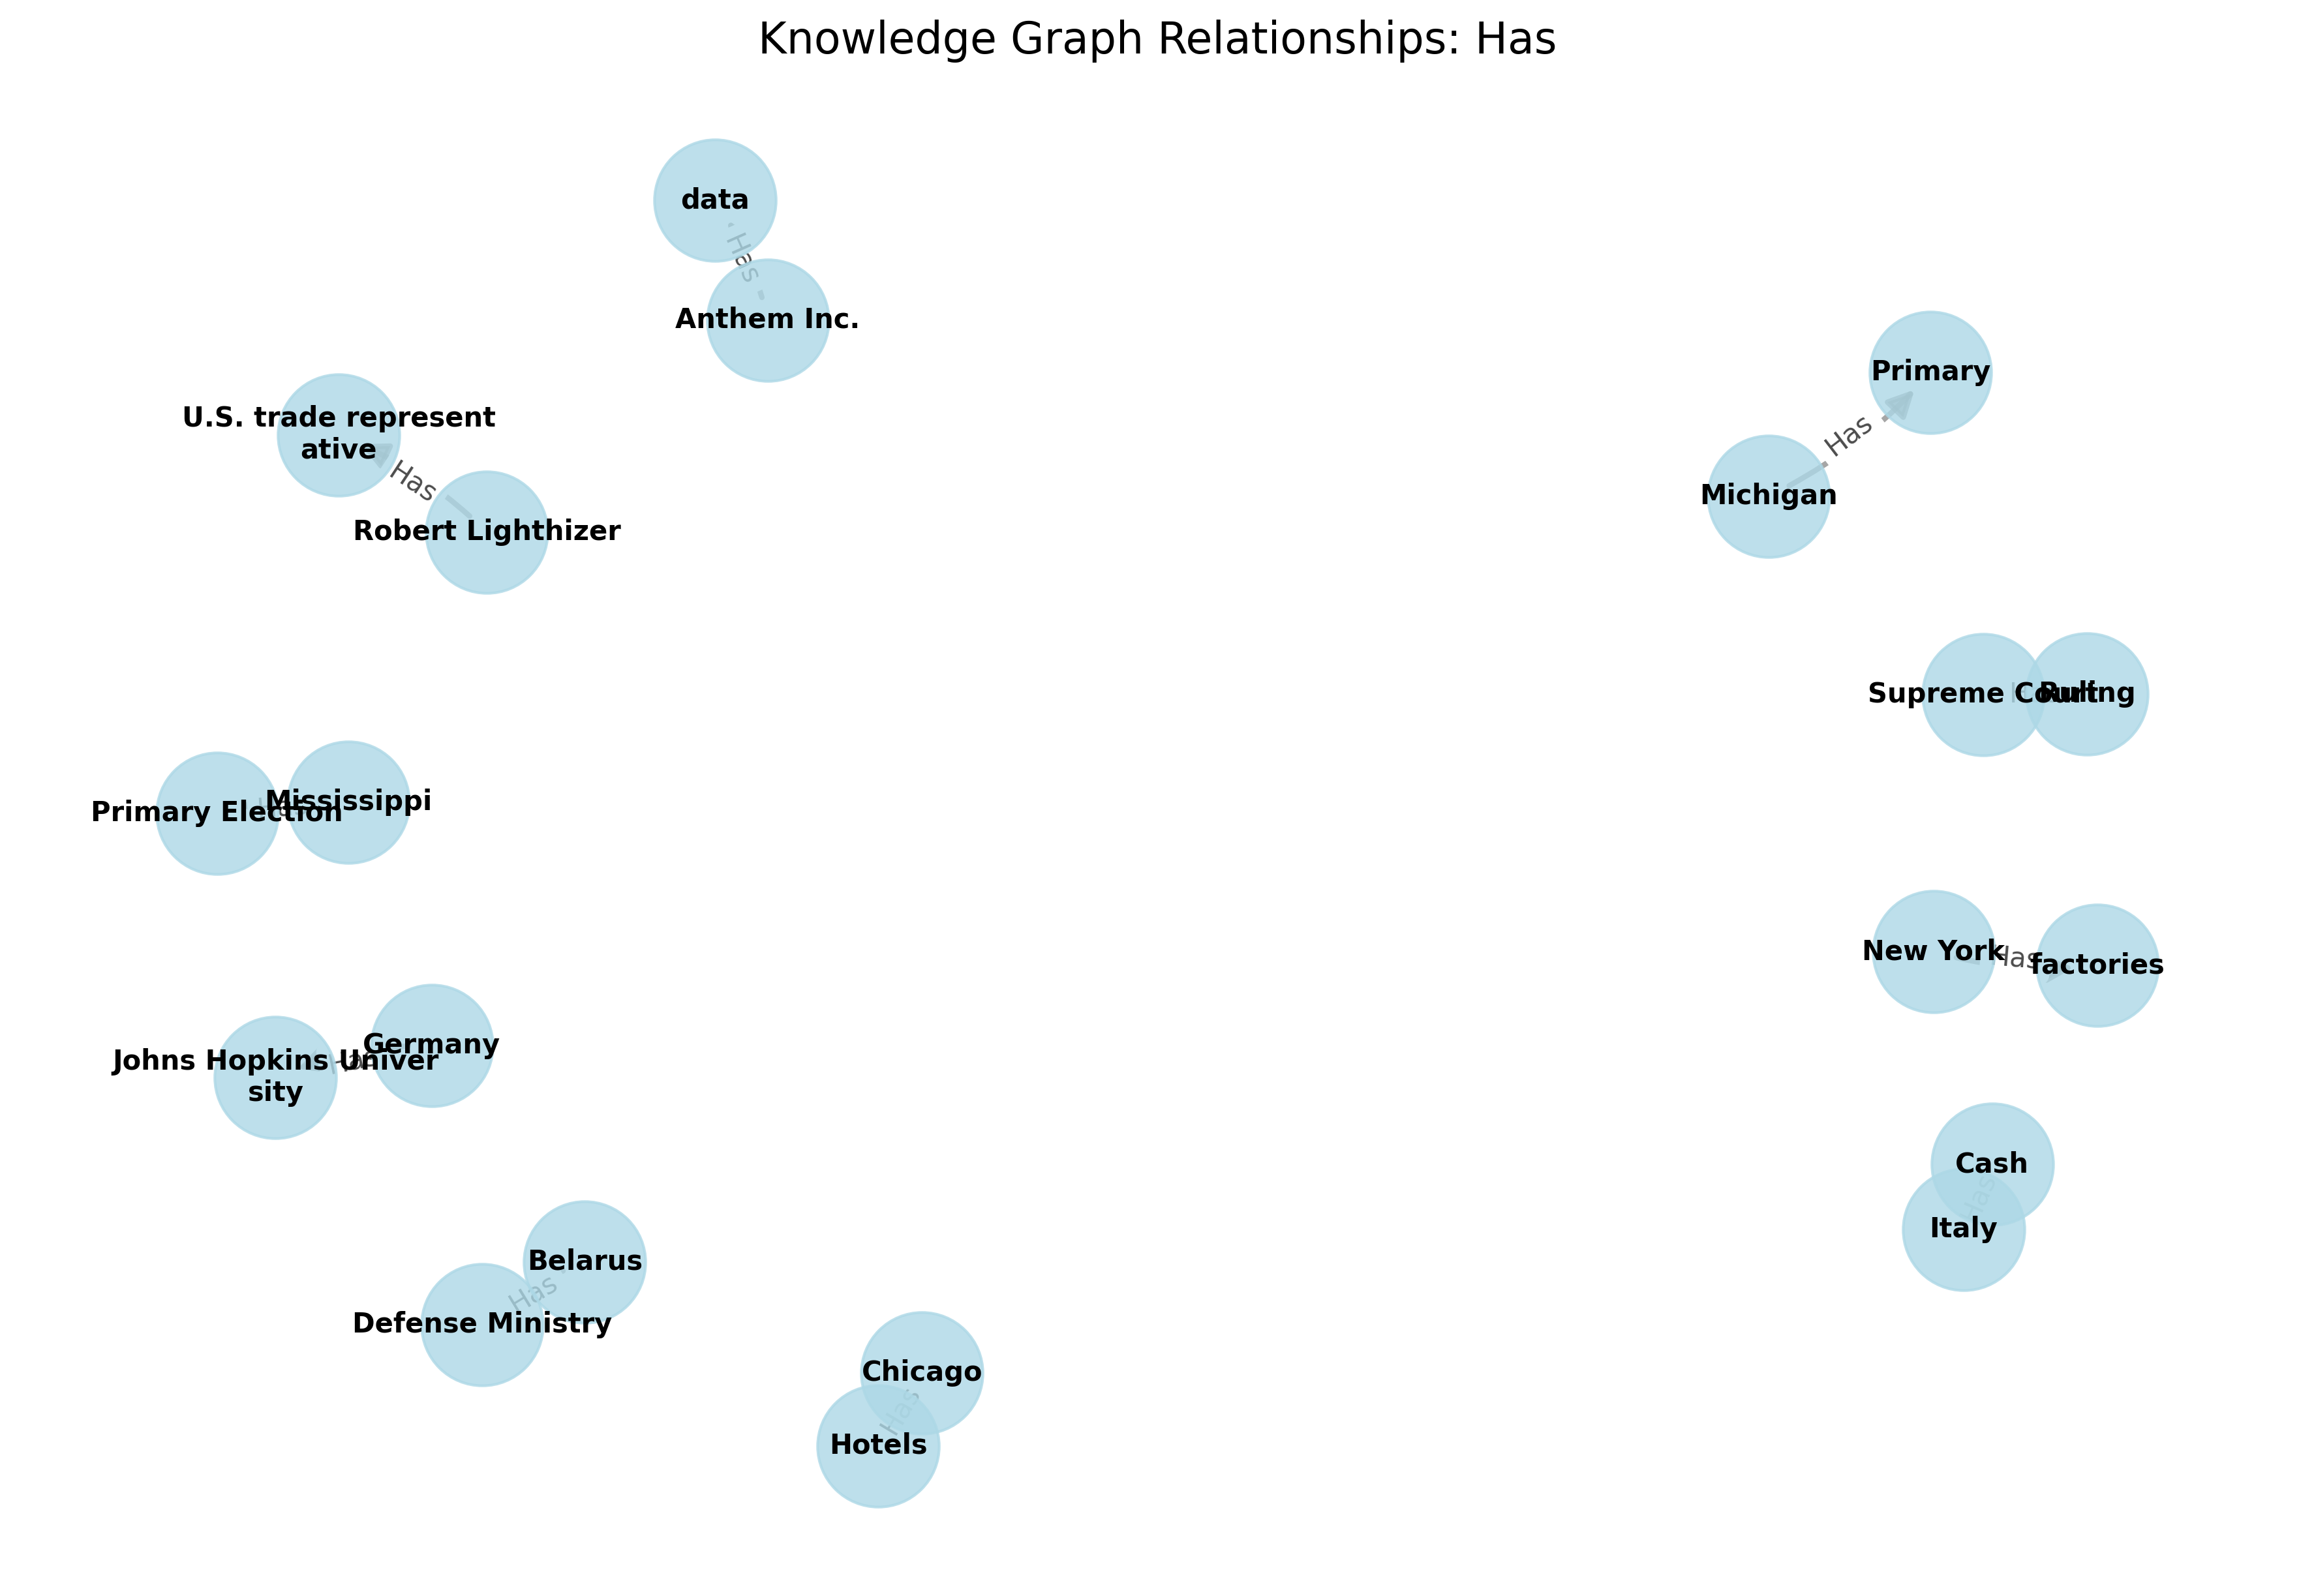 Knowledge Graph Relationships: Has
data
Has
Anthem Inc.
Primary
Has
Michigan
U.S. trade represent
ative
Has
Robert Lighthizer
Supreme Court
Ruling
Primary Election
Mississippi
New York
Has
factories
Germany
Johns Hopkins Univer
sity
Has
Cash
Has
Italy
Belarus
Has
Defense Ministry
Chicago
Has
Hotels